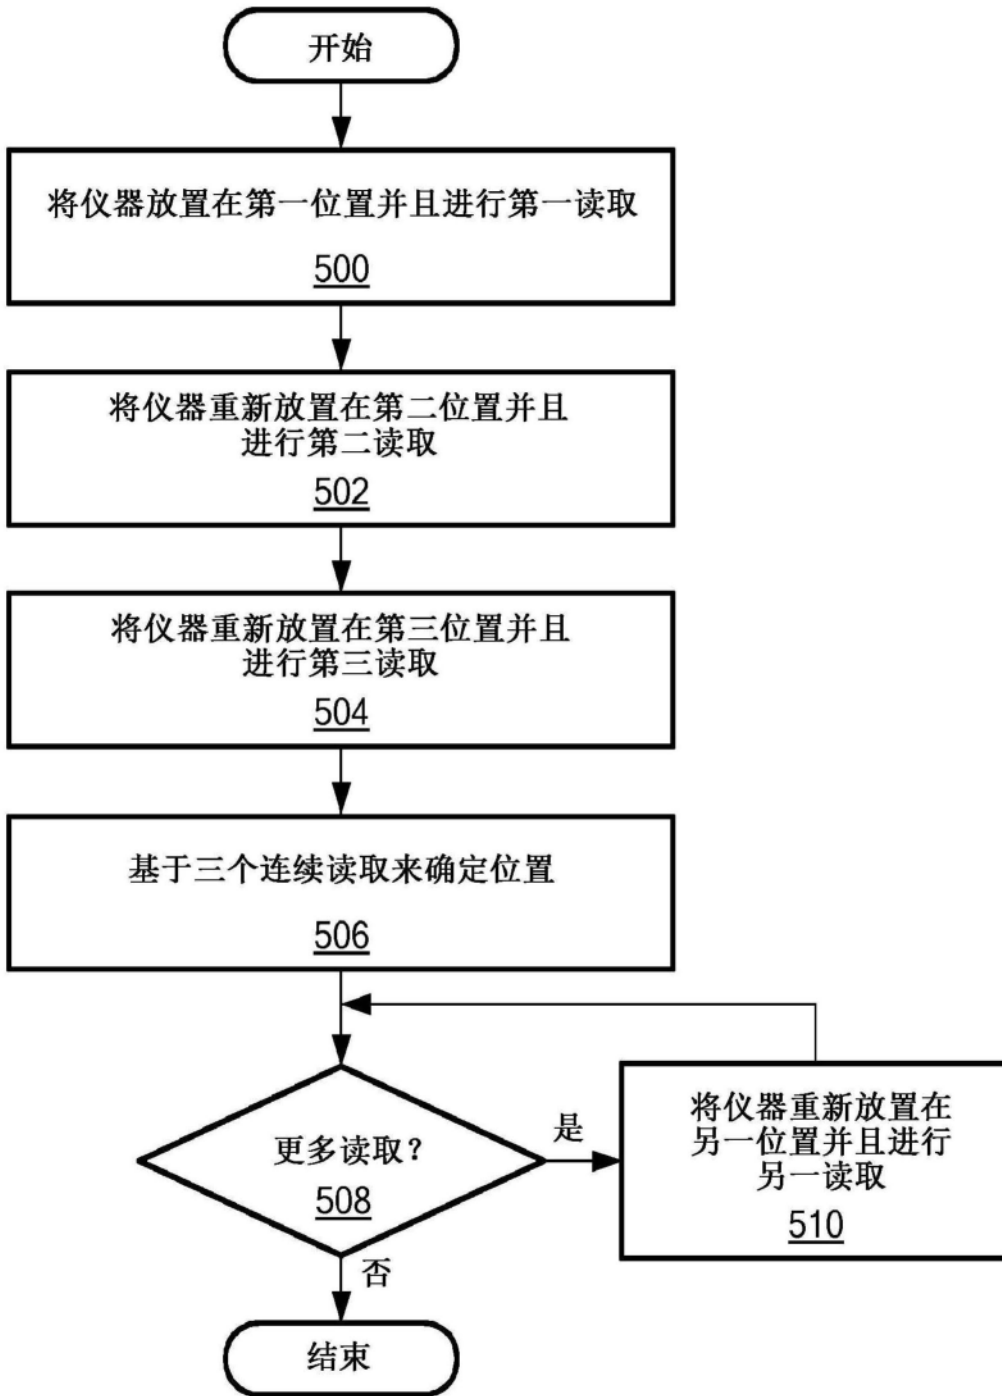 开始
将仪器放置在第一位置并且进行第一读取
500
将仪器重新放置在第二位置并且
进行第二读取
502
将仪器重新放置在第三位置并且
进行第三读取
504
基于三个连续读取来确定位置
506
更多读取?
508
是
将仪器重新放置在
另一位置并且进行
另一读取
510
否
结束